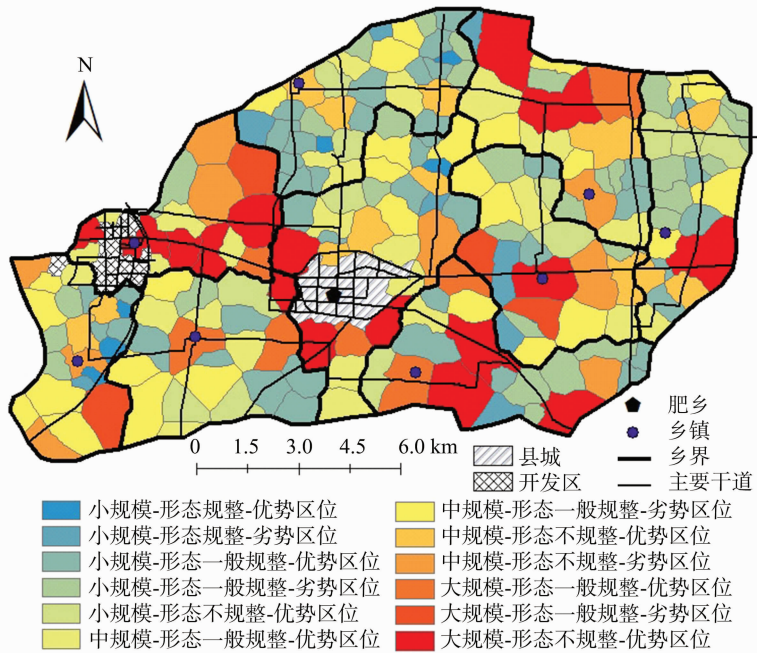 N
0 1.5 3.0 4.5 6.0 km
肥乡
乡镇
县城 乡界
开发区 主要干道
小规模-形态规整-优势区位 中规模-形态一般规整-劣势区位
小规模-形态规整-劣势区位 中规模-形态不规整-优势区位
小规模-形态一般规整-优势区位 中规模-形态不规整-劣势区位
小规模-形态一般规整-劣势区位 大规模-形态一般规整-优势区位
小规模-形态不规整-优势区位 大规模-形态一般规整-劣势区位
中规模-形态一般规整-优势区位 大规模-形态不规整-优势区位